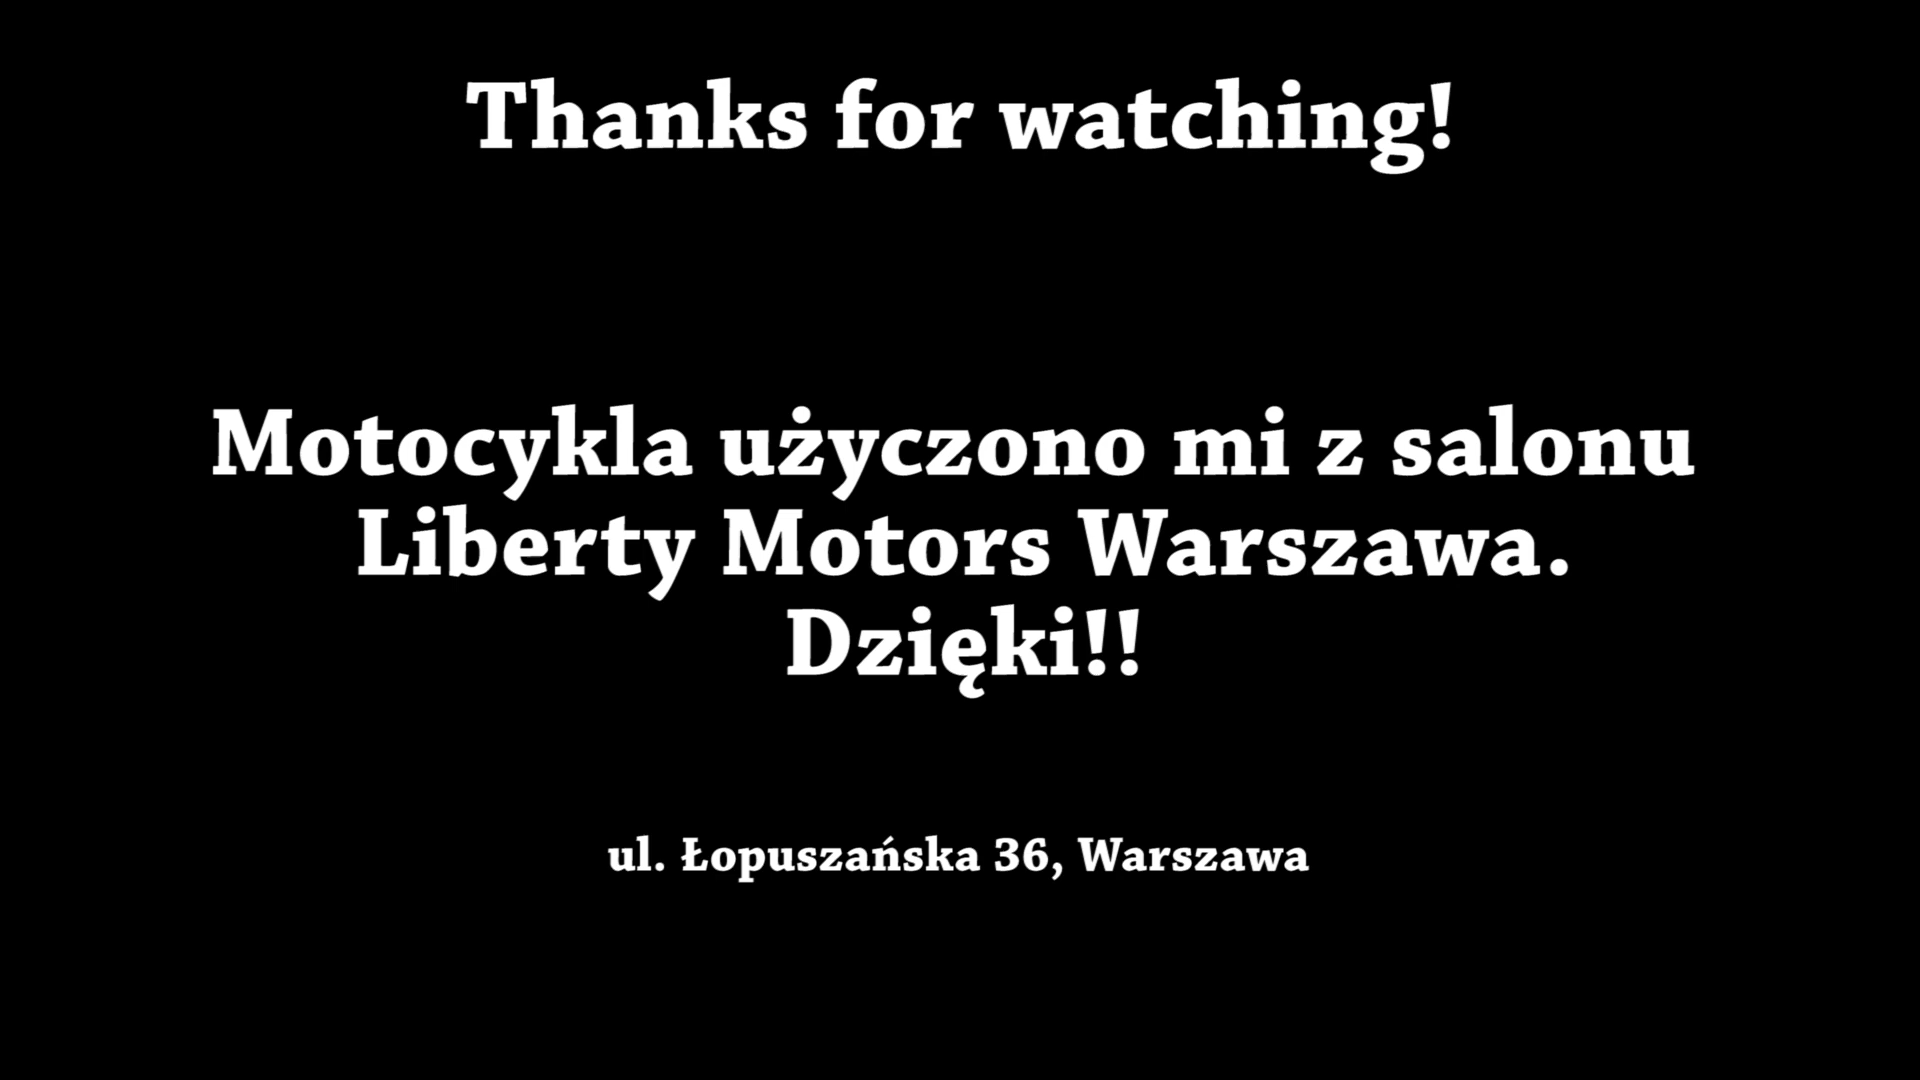 Thanks for watching!
Motocykla użyczono mi z salonu
Liberty Motors Warszawa.
Dzięki!!
ul. Łopuszańska 36, Warszawa